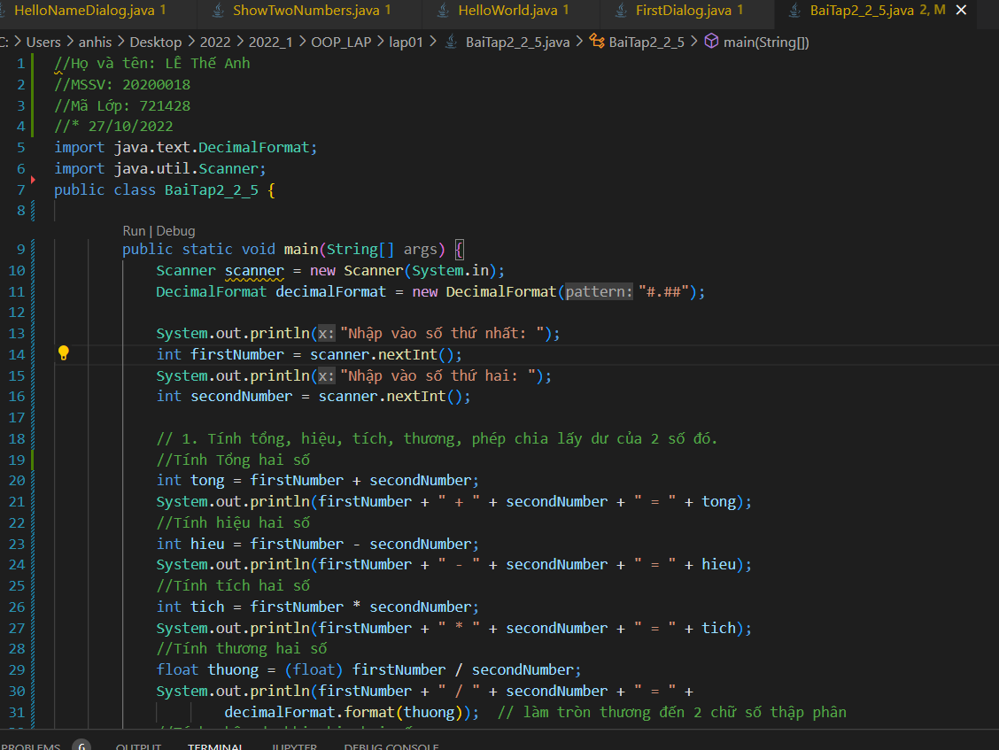 HelloNameDialog.java 1 ShowTwoNumbers.java 1 HelloWorld.java 1 FirstDialog.java 1 BaiTap2_2_5.java 2, M
C: > Users > anhis > Desktop > 2022 > 2022_1 > OOP_LAP > lap01 > BaiTap2_2_5.java > BaiTap2_2_5 > main(String[])
1 //Họ và tên: LÊ Thế Anh
2 //MSSV: 20200018
3 //Mã Lớp: 721428
4 //* 27/10/2022
5 import java.text.DecimalFormat;
6 import java.util.Scanner;
7 public class BaiTap2_2_5 {
8
Run | Debug
9 public static void main(String[] args) {
10 Scanner scanner = new Scanner(System.in);
11 DecimalFormat decimalFormat = new DecimalFormat(pattern: "#.##");
12
13 System.out.println(x: "Nhập vào số thứ nhất: ");
14 int firstNumber = scanner.nextInt();
15 System.out.println(x: "Nhập vào số thứ hai: ");
16 int secondNumber = scanner.nextInt();
17
18 // 1. Tính tổng, hiệu, tích, thương, phép chia lấy dư của 2 số đó.
19 //Tính Tổng hai số
20 int tong = firstNumber + secondNumber;
21 System.out.println(firstNumber + " + " + secondNumber + " = " + tong);
22 //Tính hiệu hai số
23 int hieu = firstNumber - secondNumber;
24 System.out.println(firstNumber + " - " + secondNumber + " = " + hieu);
25 //Tính tích hai số
26 int tich = firstNumber * secondNumber;
27 System.out.println(firstNumber + " * " + secondNumber + " = " + tich);
28 //Tính thương hai số
29 float thuong = (float) firstNumber / secondNumber;
30 System.out.println(firstNumber + " / " + secondNumber + " = " +
31 decimalFormat.format(thuong)); // làm tròn thương đến 2 chữ số thập phân
PROBLEMS 6 OUTPUT TERMINAL JUPYTER DEBUG CONSOLE